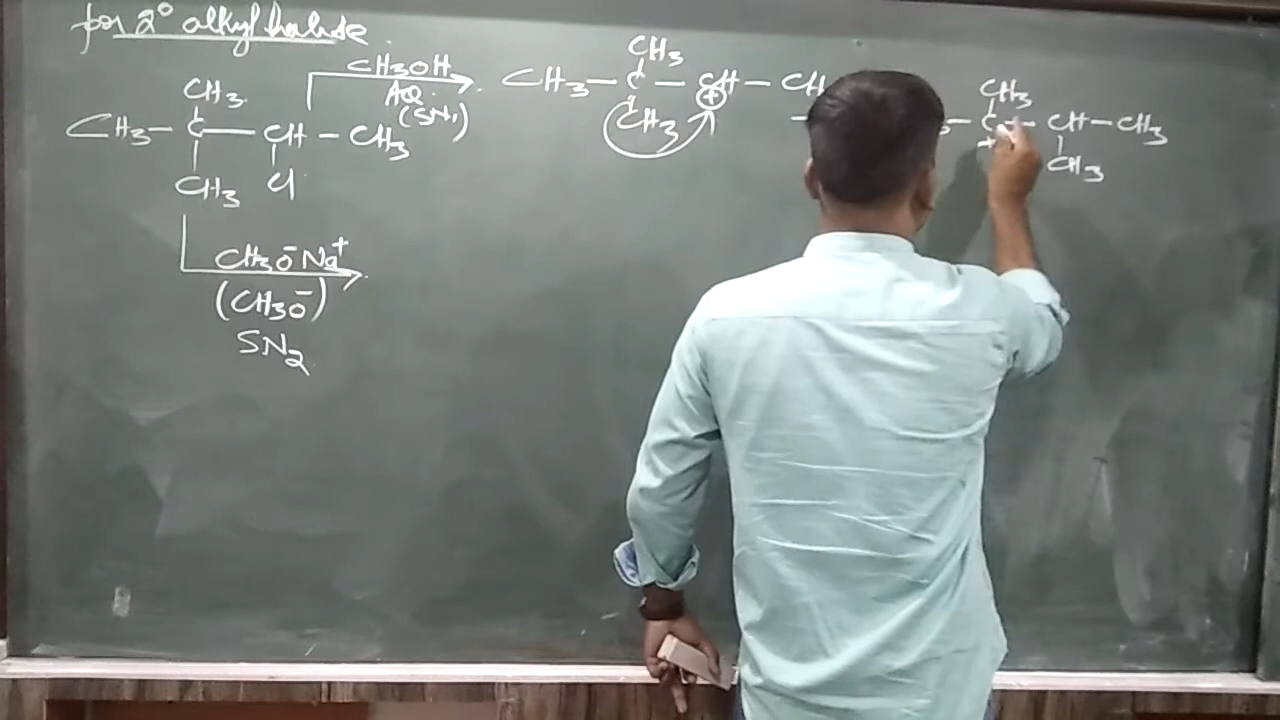 for 2° alkyl halide
CH3OH
AQ.
(SN1)
CH3
CH3 — C — CH — CH3
CH3 Cl
CH3
CH3 — C — CH — CH
CH3 ⊕
CH3
— C — CH — CH3
+ CH3
CH3O⁻Na⁺
(CH3O⁻)
SN2